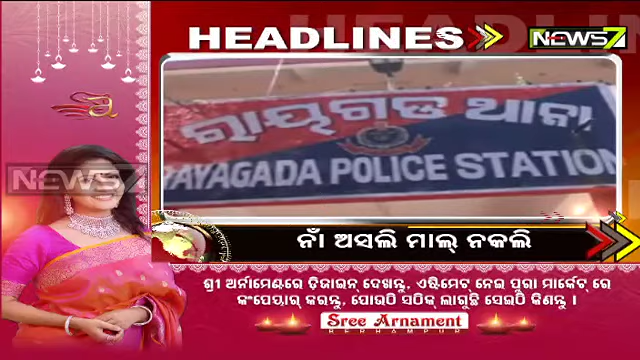 HEADLINES
NEWS7
ରାୟଗଡ଼ ଥାନା
RAYAGADA POLICE STATION
NEWS7
ନାଁ ଅସଲି ମାଲ୍ ନକଲି
ଶ୍ରୀ ଅର୍ନାମେଣ୍ଟରେ ଡ଼ିଜାଇନ୍ ଦେଖନ୍ତୁ, ଏଷ୍ଟିମେଟ୍ ନେଇ ପୁରା ମାର୍କେଟ୍ ରେ
କଂପେୟାର୍ କରନ୍ତୁ, ଯୋଉଠି ସଠିକ୍ ଲାଗୁଛି ସେଇଠି କିଣନ୍ତୁ ।
Sree Arnament
BERHAMPUR